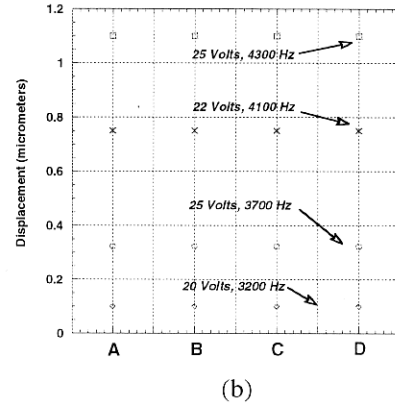 1.2
25 Volts, 4300 Hz
1
0.8
22 Volts, 4100 Hz
Displacement (micrometers)
0.6
0.4
25 Volts, 3700 Hz
0.2
20 Volts, 3200 Hz
0
A B C D
(b)